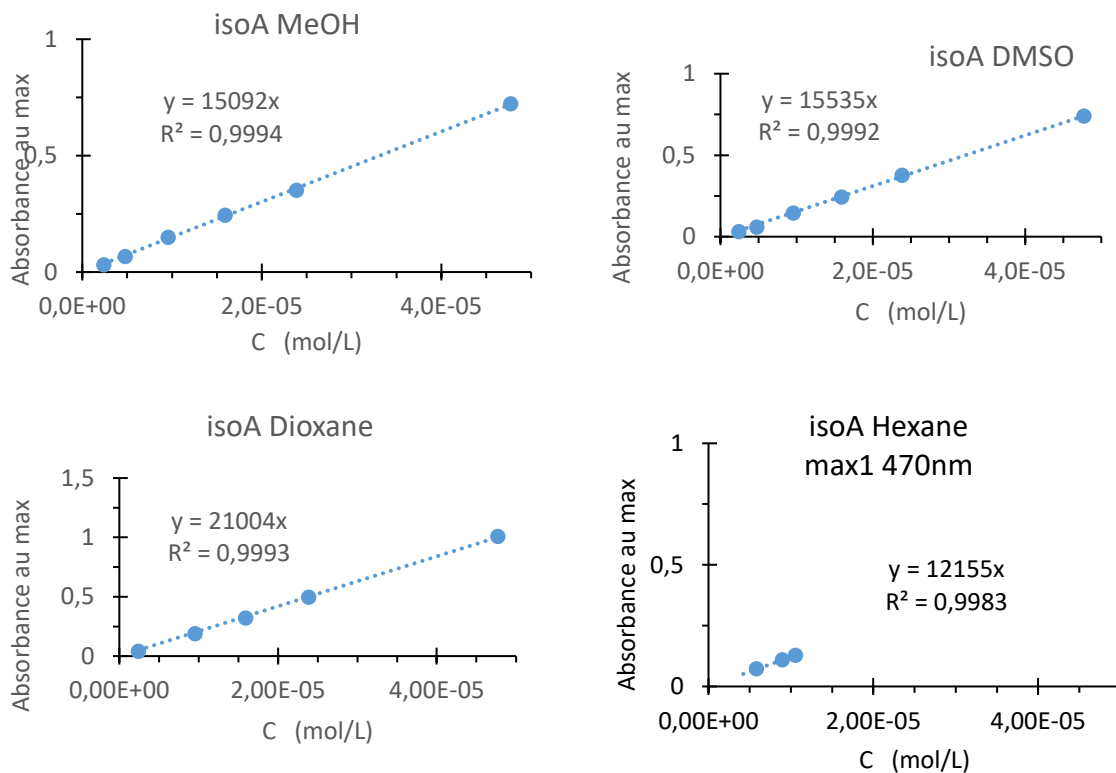 isoA MeOH
1
0,5
0
Absorbance au max
y = 15092x
R² = 0,9994
0,0E+00 2,0E-05 4,0E-05
C (mol/L)
isoA DMSO
1
0,5
0
Absorbance au max
y = 15535x
R² = 0,9992
0,0E+00 2,0E-05 4,0E-05
C (mol/L)
isoA Dioxane
1,5
1
0,5
0
Absorbance au max
y = 21004x
R² = 0,9993
0,00E+00 2,00E-05 4,00E-05
C (mol/L)
isoA Hexane
max1 470nm
1
0,5
0
Absorbance au max
y = 12155x
R² = 0,9983
0,00E+00 2,00E-05 4,00E-05
C (mol/L)